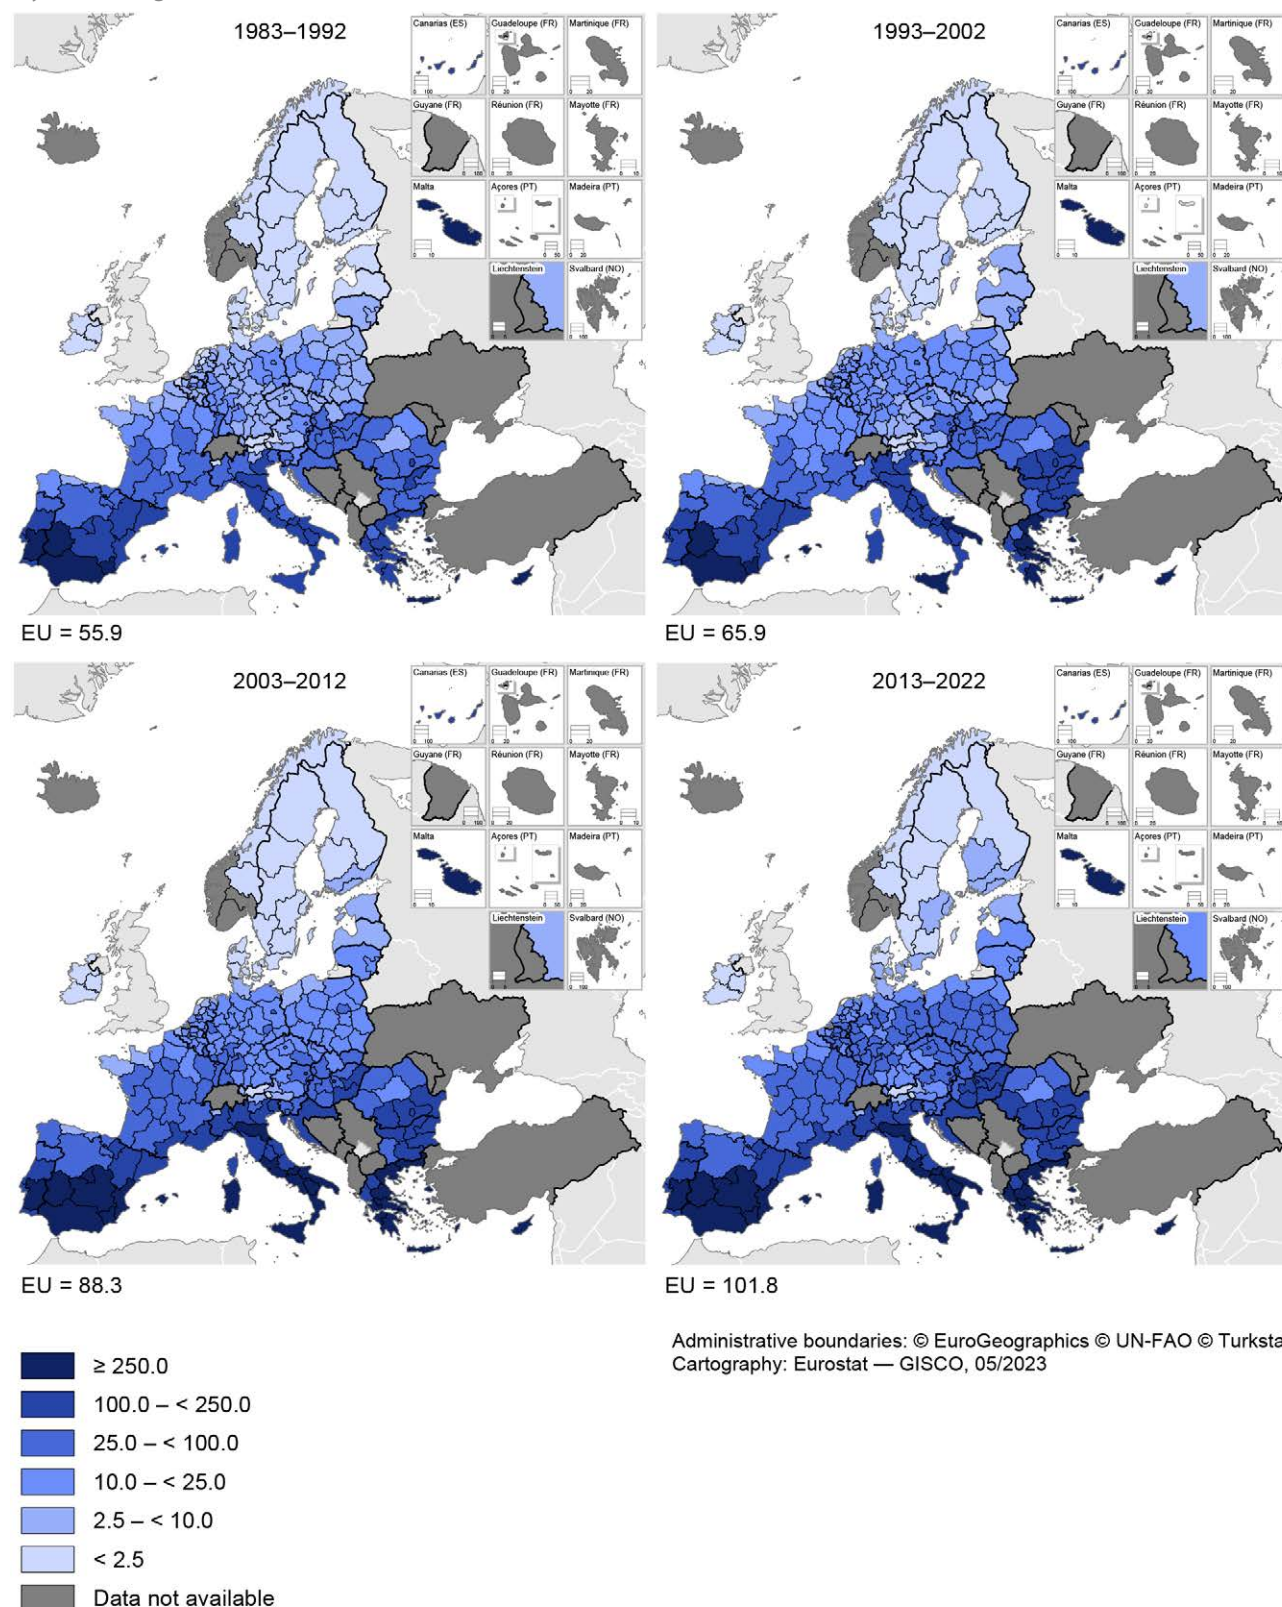 1983–1992
Canarias (ES)
Guadeloupe (FR)
Martinique (FR)
Guyane (FR)
Réunion (FR)
Mayotte (FR)
Malta
Açores (PT)
Madeira (PT)
Liechtenstein
Svalbard (NO)
EU = 55.9
1993–2002
Canarias (ES)
Guadeloupe (FR)
Martinique (FR)
Guyane (FR)
Réunion (FR)
Mayotte (FR)
Malta
Açores (PT)
Madeira (PT)
Liechtenstein
Svalbard (NO)
EU = 65.9
2003–2012
Canarias (ES)
Guadeloupe (FR)
Martinique (FR)
Guyane (FR)
Réunion (FR)
Mayotte (FR)
Malta
Açores (PT)
Madeira (PT)
Liechtenstein
Svalbard (NO)
EU = 88.3
2013–2022
Canarias (ES)
Guadeloupe (FR)
Martinique (FR)
Guyane (FR)
Réunion (FR)
Mayotte (FR)
Malta
Açores (PT)
Madeira (PT)
Liechtenstein
Svalbard (NO)
EU = 101.8
Administrative boundaries: © EuroGeographics © UN-FAO © Turksta
Cartography: Eurostat — GISCO, 05/2023
≥ 250.0
100.0 – < 250.0
25.0 – < 100.0
10.0 – < 25.0
2.5 – < 10.0
< 2.5
Data not available